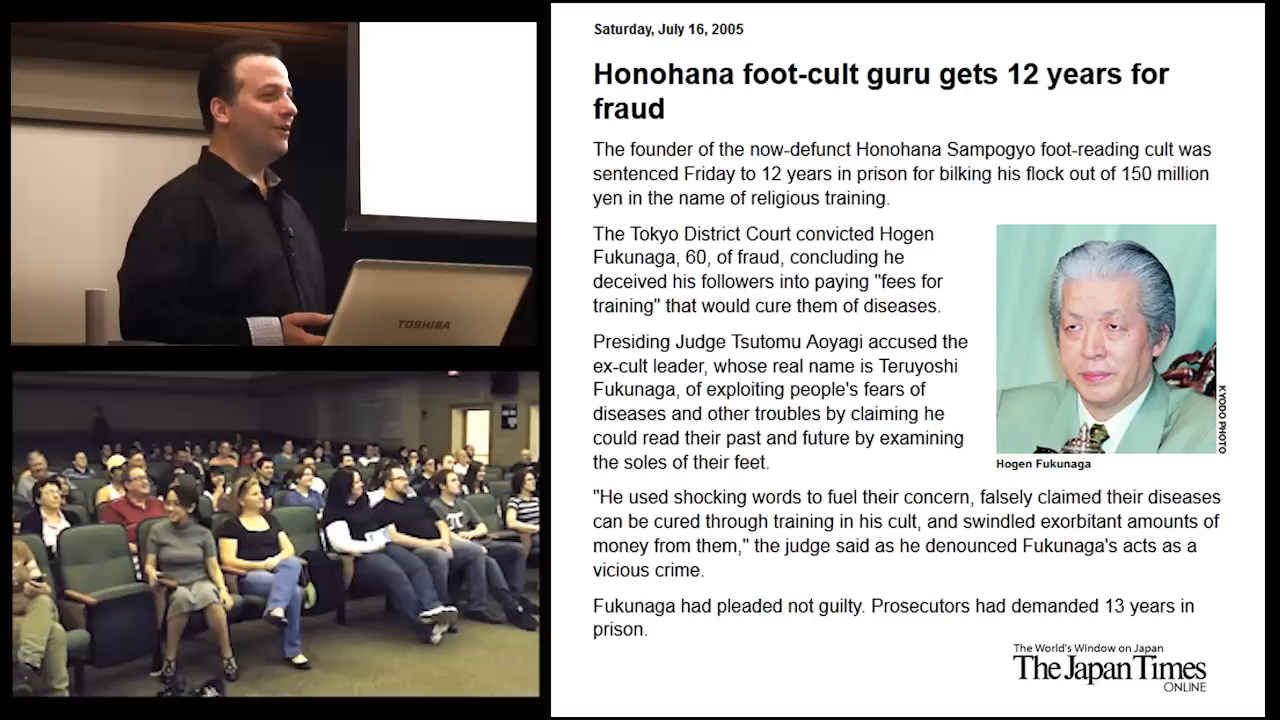 TOSHIBA
Saturday, July 16, 2005
Honohana foot-cult guru gets 12 years for
fraud
The founder of the now-defunct Honohana Sampogyo foot-reading cult was
sentenced Friday to 12 years in prison for bilking his flock out of 150 million
yen in the name of religious training.
The Tokyo District Court convicted Hogen
Fukunaga, 60, of fraud, concluding he
deceived his followers into paying "fees for
training" that would cure them of diseases.
Presiding Judge Tsutomu Aoyagi accused the
ex-cult leader, whose real name is Teruyoshi
Fukunaga, of exploiting people's fears of
diseases and other troubles by claiming he
could read their past and future by examining
the soles of their feet.
KYODO PHOTO
Hogen Fukunaga
"He used shocking words to fuel their concern, falsely claimed their diseases
can be cured through training in his cult, and swindled exorbitant amounts of
money from them," the judge said as he denounced Fukunaga's acts as a
vicious crime.
Fukunaga had pleaded not guilty. Prosecutors had demanded 13 years in
prison.
The World's Window on Japan
The Japan Times
ONLINE